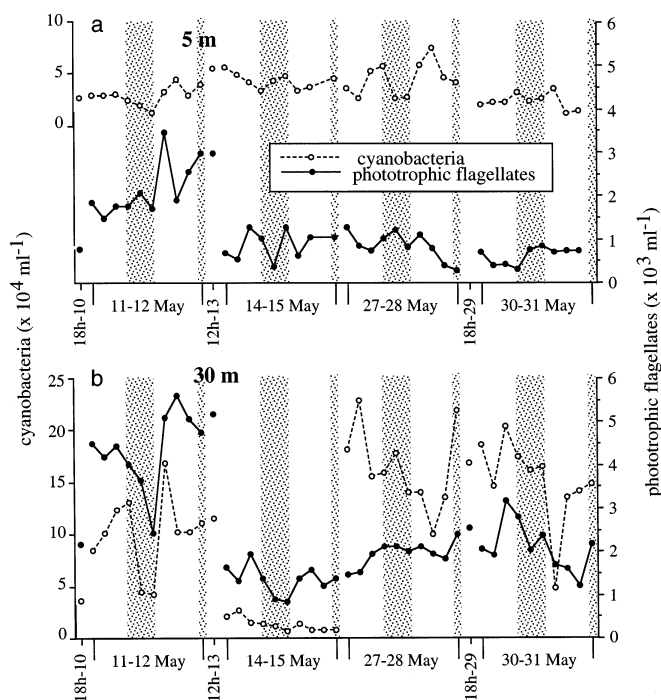 a
5 m
10
5
0
6
5
4
3
2
1
0
cyanobacteria
phototrophic flagellates
18h-10
11-12 May
12h-13
14-15 May
27-28 May
18h-29
30-31 May
cyanobacteria (x 10⁴ ml⁻¹)
phototrophic flagellates (x 10³ ml⁻¹)
b
30 m
25
20
15
10
5
0
6
5
4
3
2
1
0
18h-10
11-12 May
12h-13
14-15 May
27-28 May
18h-29
30-31 May